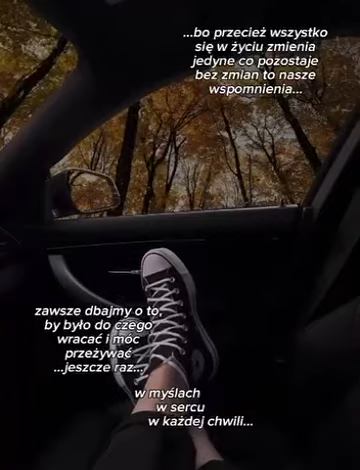 ...bo przecież wszystko
się w życiu zmienia
jedyne co pozostaje
bez zmian to nasze
wspomnienia...
zawsze dbajmy o to,
by było do czego
wracać i móc
przeżywać
...jeszcze raz...
w myślach
w sercu
w każdej chwili...